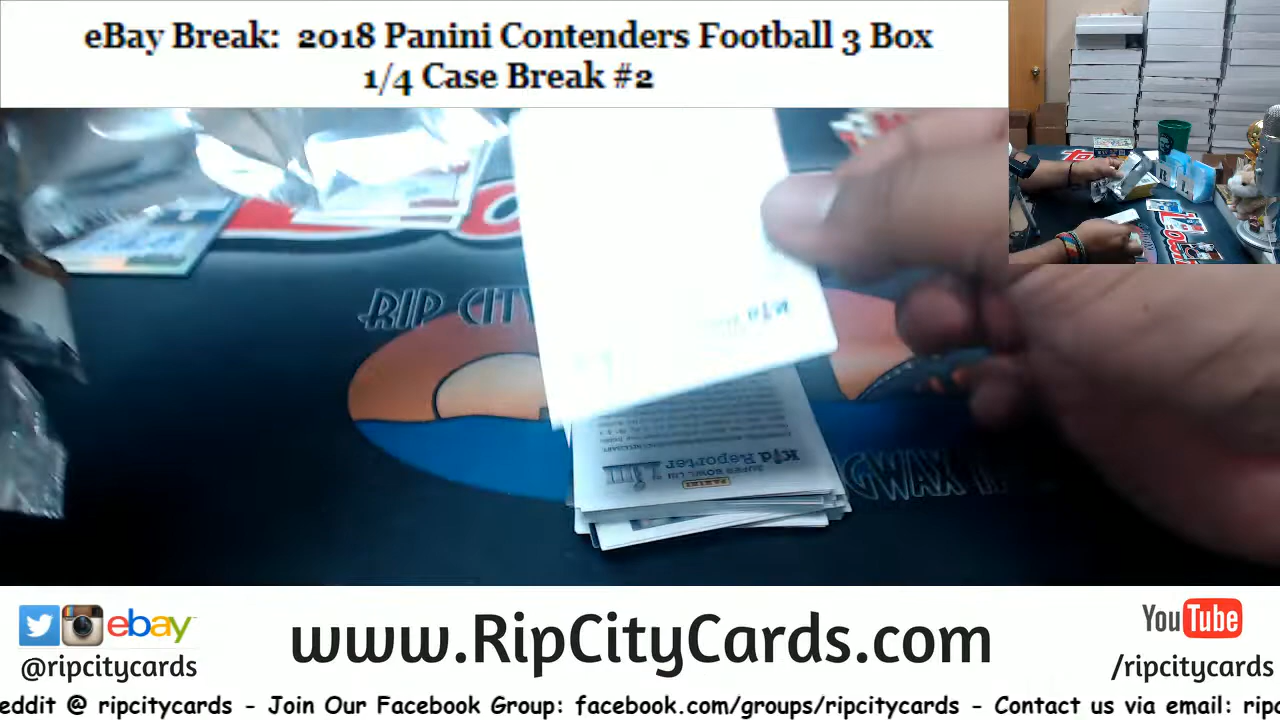 eBay Break: 2018 Panini Contenders Football 3 Box
1/4 Case Break #2
RIP CITY
GWAX
SUPER BOWL LIII
Kid Reporter
PANINI
ebay
@ripcitycards
www.RipCityCards.com
YouTube
/ripcitycards
eddit @ ripcitycards - Join Our Facebook Group: facebook.com/groups/ripcitycards - Contact us via email: ripc